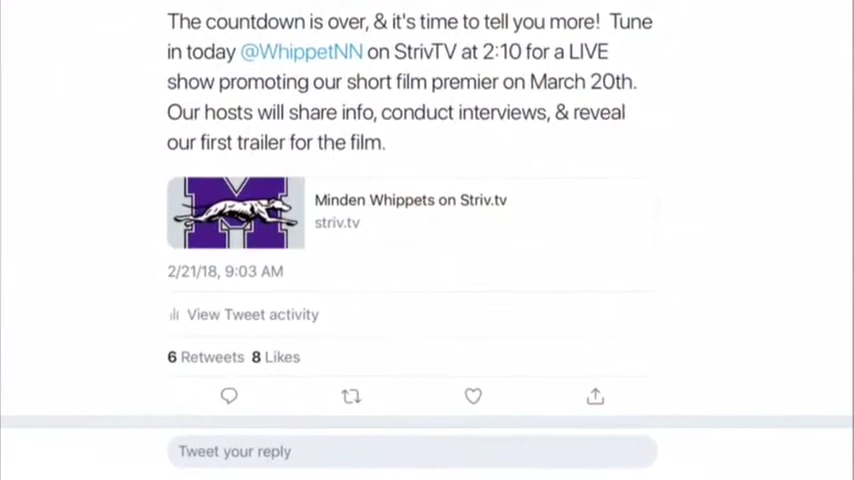 The countdown is over, & it's time to tell you more! Tune
in today @WhippetNN on StrivTV at 2:10 for a LIVE
show promoting our short film premier on March 20th.
Our hosts will share info, conduct interviews, & reveal
our first trailer for the film.
M
Minden Whippets on Striv.tv
striv.tv
2/21/18, 9:03 AM
View Tweet activity
6 Retweets 8 Likes
Tweet your reply